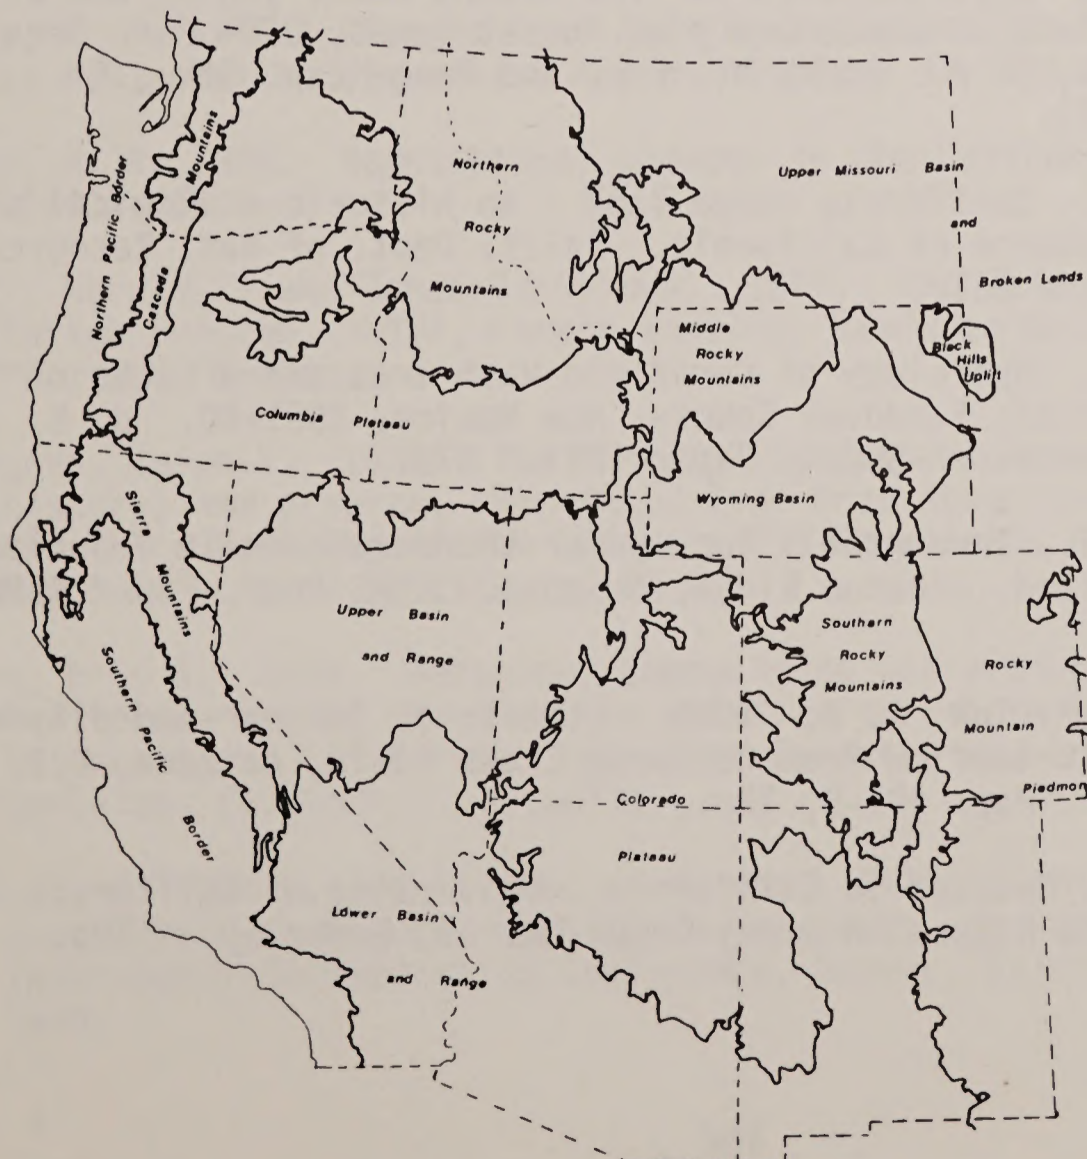 Northern Pacific Border
Cascade
Mountains
Northern
Rocky
Mountains
Upper Missouri Basin
and
Broken Lands
Middle
Rocky
Mountains
Black
Hills
Uplift
Columbia Plateau
Wyoming Basin
Sierra
Mountains
Upper Basin
and Range
Southern
Rocky
Mountains
Rocky
Mountain
Piedmon
Southern
Pacific
Border
Colorado
Plateau
Lower Basin
and Range